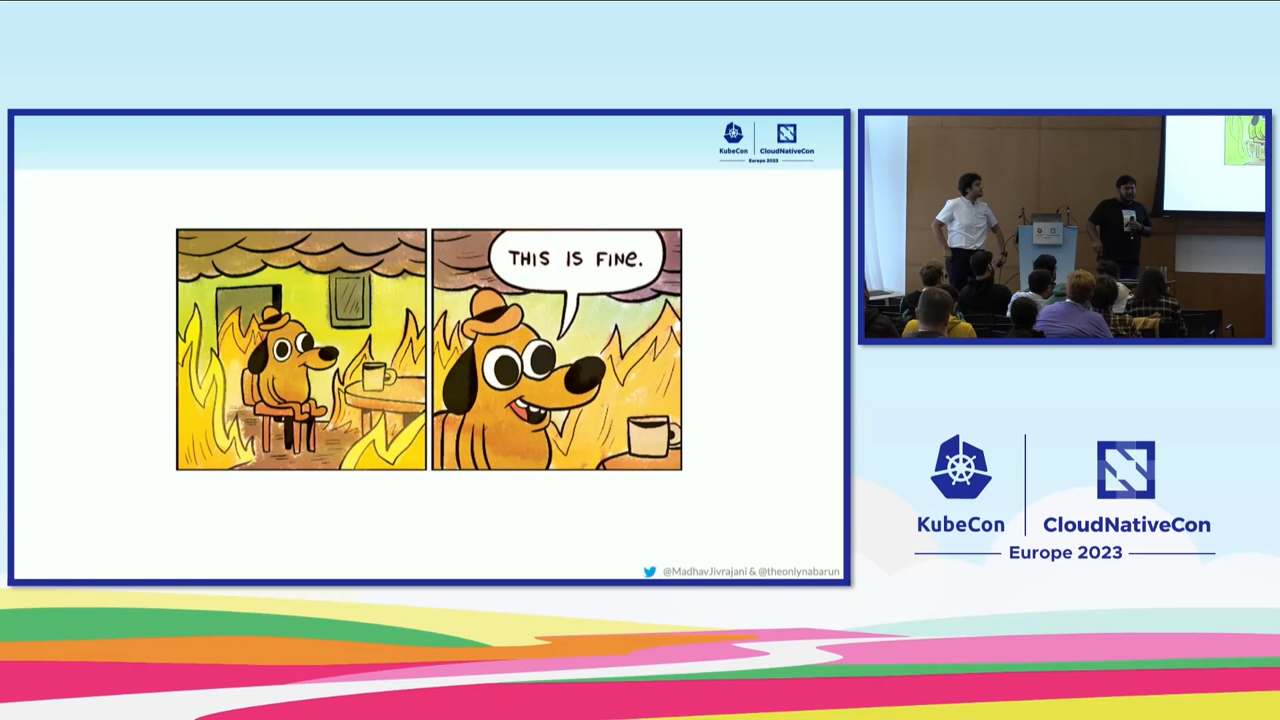 KubeCon
CloudNativeCon
Europe 2023
THIS IS FINE.
@MadhavJivrajani & @theonlynabarun
KubeCon
CloudNativeCon
Europe 2023